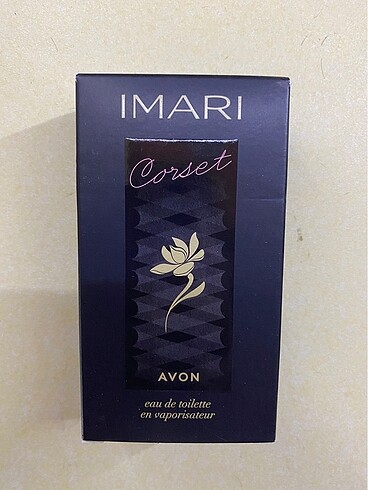 IMARI
Corset
AVON
eau de toilette
en vaporisateur